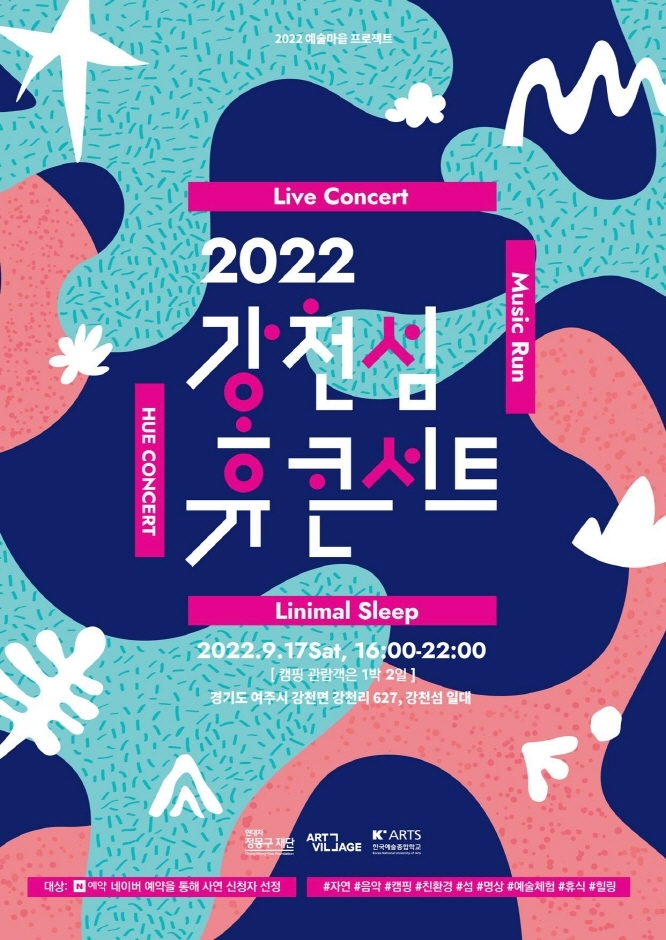 2022 예술마을 프로젝트
Live Concert
2022
강천섬
휴 콘서트
Music Run
HUE CONCERT
Linimal Sleep
2022.9.17Sat, 16:00-22:00
[ 캠핑 관람객은 1박 2일 ]
경기도 여주시 강천면 강천리 627, 강천섬 일대
현대차
정몽구 재단
ART VILLAGE
K ARTS
한국예술종합학교
대상: N예약 네이버 예약을 통해 사연 신청자 선정
#자연 #음악 #캠핑 #친환경 #섬 #명상 #예술체험 #휴식 #힐링